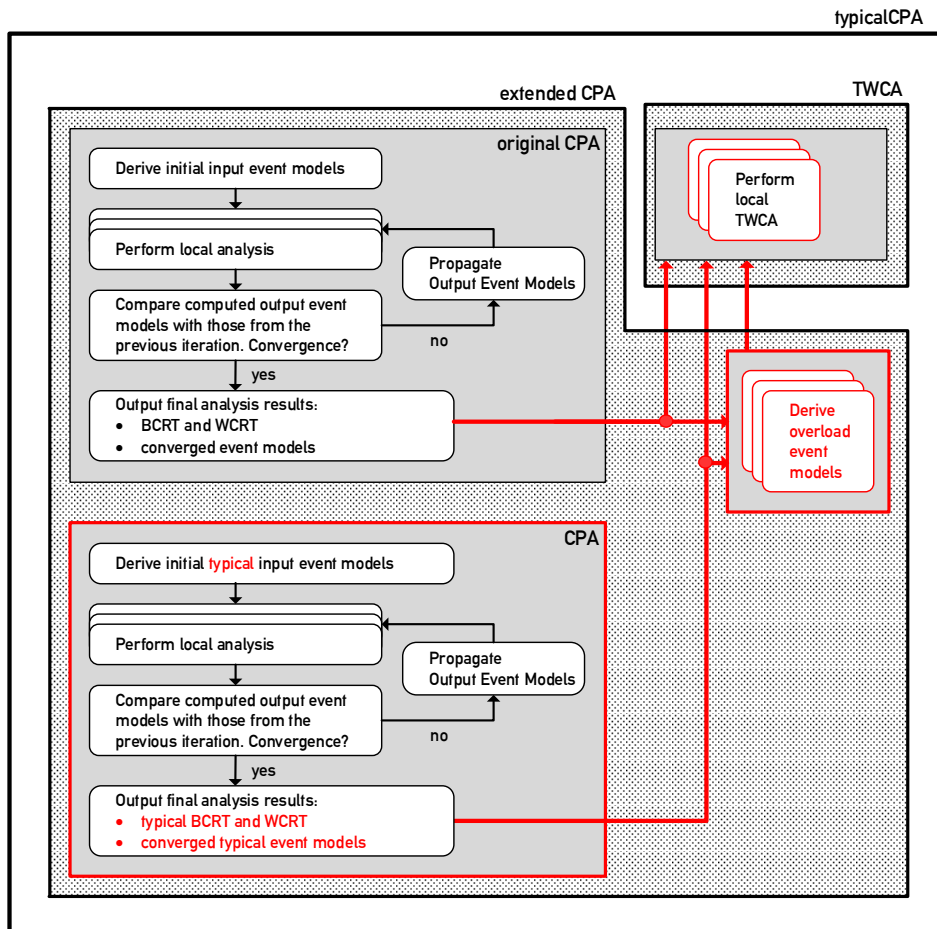 typicalCPA
extended CPA
TWCA
original CPA
Derive initial input event models
Perform local analysis
Propagate
Output Event Models
Compare computed output event
models with those from the
previous iteration. Convergence?
no
yes
Output final analysis results:
• BCRT and WCRT
• converged event models
Perform
local
TWCA
Derive
overload
event
models
CPA
Derive initial typical input event models
Perform local analysis
Propagate
Output Event Models
Compare computed output event
models with those from the
previous iteration. Convergence?
no
yes
Output final analysis results:
• typical BCRT and WCRT
• converged typical event models